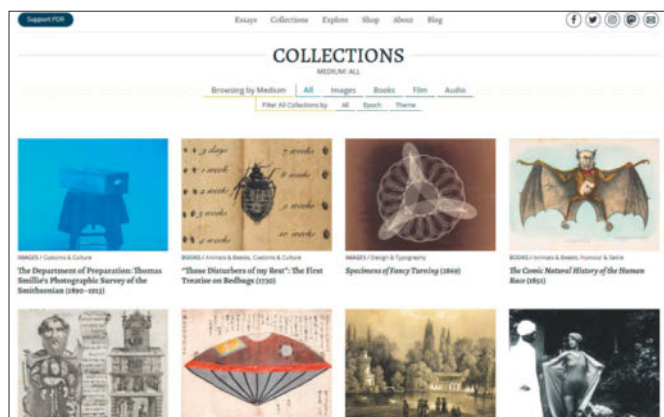 Support PDR
Essays Collections Explore Shop About Blog
COLLECTIONS
MEDIUM: ALL
Browsing by Medium All Images Books Film Audio
Filter All Collections by All Epoch Theme
3 days 7 weeks
IMAGES / Customs & Culture
The Department of Preparation: Thomas
Smillie's Photographic Survey of the
Smithsonian (1890–1913)
BOOKS / Animals & Beasts, Customs & Culture
"Those Disturbers of my Rest": The First
Treatise on Bedbugs (1730)
IMAGES / Design & Typography
Specimens of Fancy Turning (1869)
BOOKS / Animals & Beasts, Humour & Satire
The Comic Natural History of the Human
Race (1851)